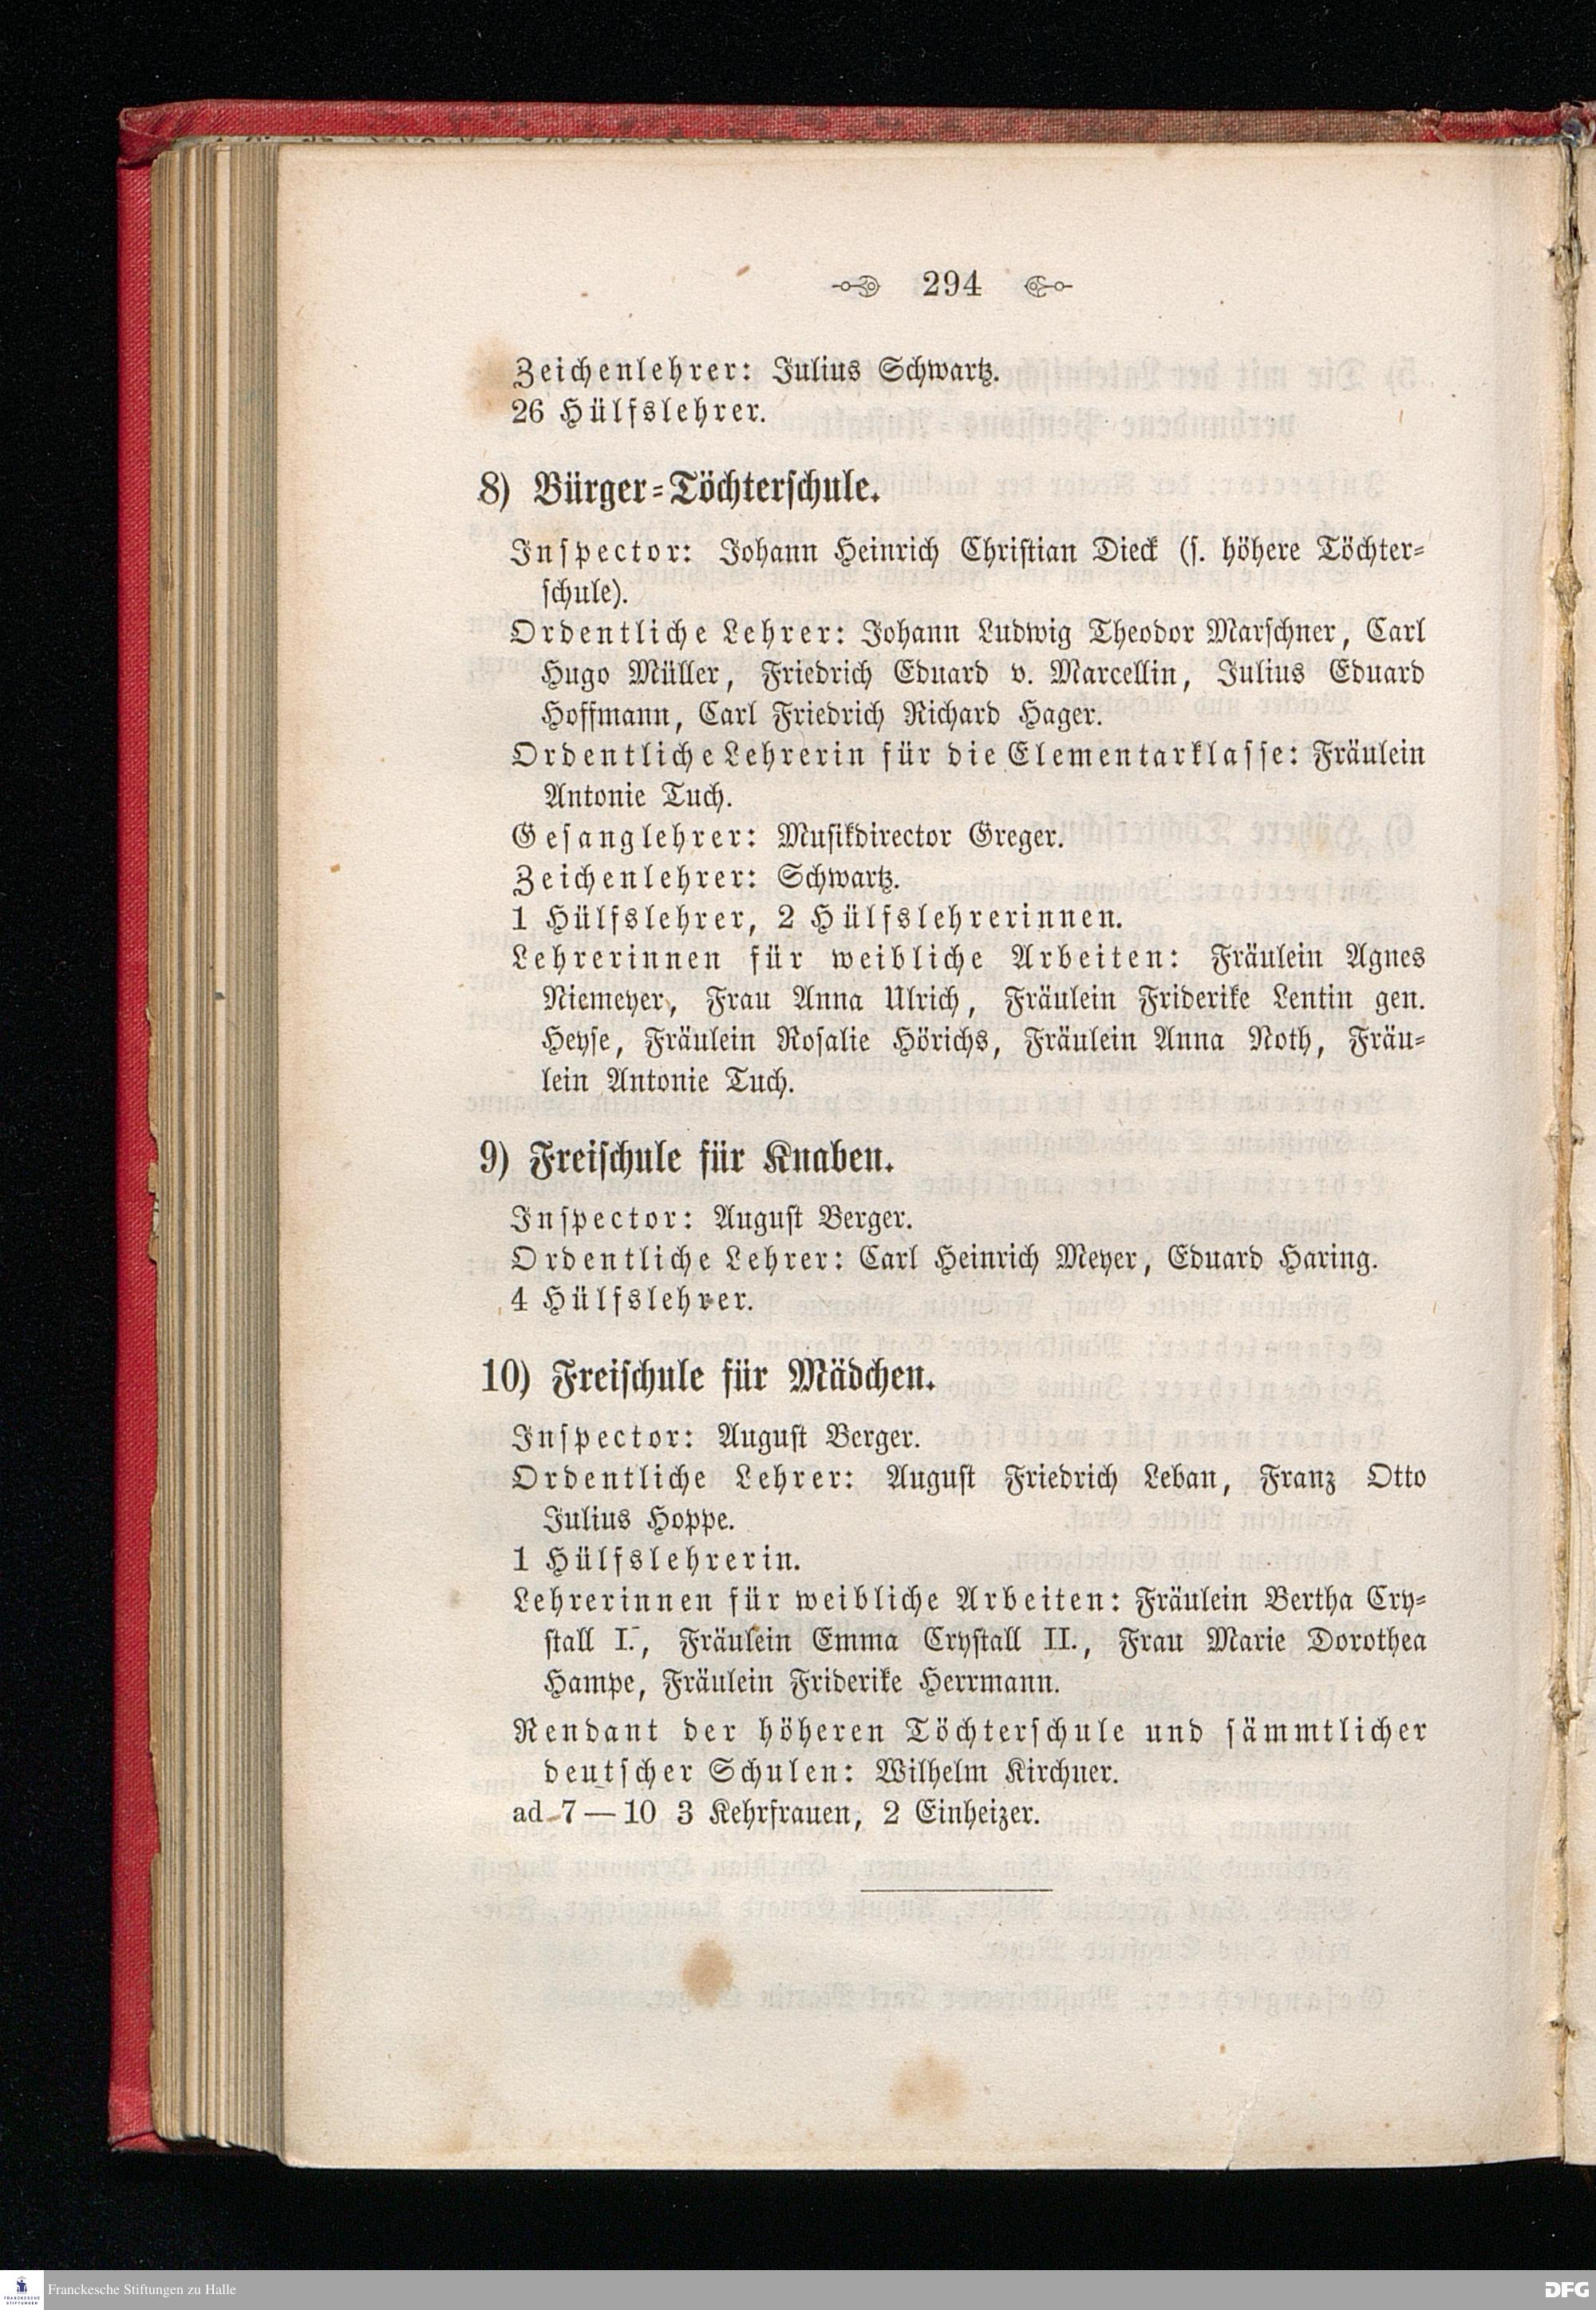 294
Zeichenlehrer: Julius Schwartz.
26 Hülfslehrer.
8) Bürger-Töchterschule.
Inspector: Johann Heinrich Christian Dieck (s. höhere Töchter-
schule).
Ordentliche Lehrer: Johann Ludwig Theodor Marschner, Carl
Hugo Müller, Friedrich Eduard v. Marcellin, Julius Eduard
Hoffmann, Carl Friedrich Richard Hager.
Ordentliche Lehrerin für die Elementarklasse: Fräulein
Antonie Tuch.
Gesanglehrer: Musikdirector Greger.
Zeichenlehrer: Schwartz.
1 Hülfslehrer, 2 Hülfslehrerinnen.
Lehrerinnen für weibliche Arbeiten: Fräulein Agnes
Niemeyer, Frau Anna Ulrich, Fräulein Friderike Lentin gen.
Heyse, Fräulein Rosalie Hörichs, Fräulein Anna Noth, Fräu-
lein Antonie Tuch.
9) Freischule für Knaben.
Inspector: August Berger.
Ordentliche Lehrer: Carl Heinrich Meyer, Eduard Haring.
4 Hülfslehrer.
10) Freischule für Mädchen.
Inspector: August Berger.
Ordentliche Lehrer: August Friedrich Leban, Franz Otto
Julius Hoppe.
1 Hülfslehrerin.
Lehrerinnen für weibliche Arbeiten: Fräulein Bertha Cry-
stall I., Fräulein Emma Crystall II., Frau Marie Dorothea
Hampe, Fräulein Friderike Herrmann.
Rendant der höheren Töchterschule und sämmtlicher
deutscher Schulen: Wilhelm Kirchner.
ad 7—10 3 Kehrfrauen, 2 Einheizer.
FRANCKESCHE
STIFTUNGEN
Franckesche Stiftungen zu Halle
DFG